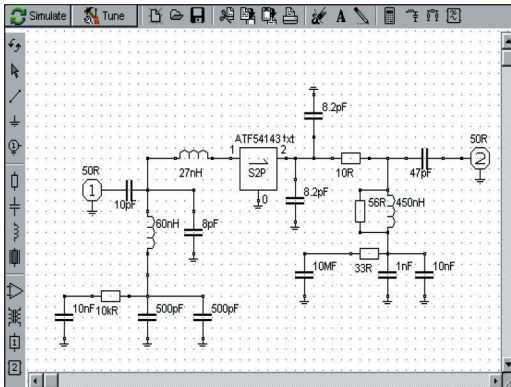 Simulate Tune A
8.2pF
ATF54143.txt
1 2
50R
27nH S2P 10R 47pF
50R
1 2
10pF
0
8.2pF
56R 450nH
60nH 8pF
10MF 33R 1nF 10nF
10nF 10kR 500pF 500pF
1
2